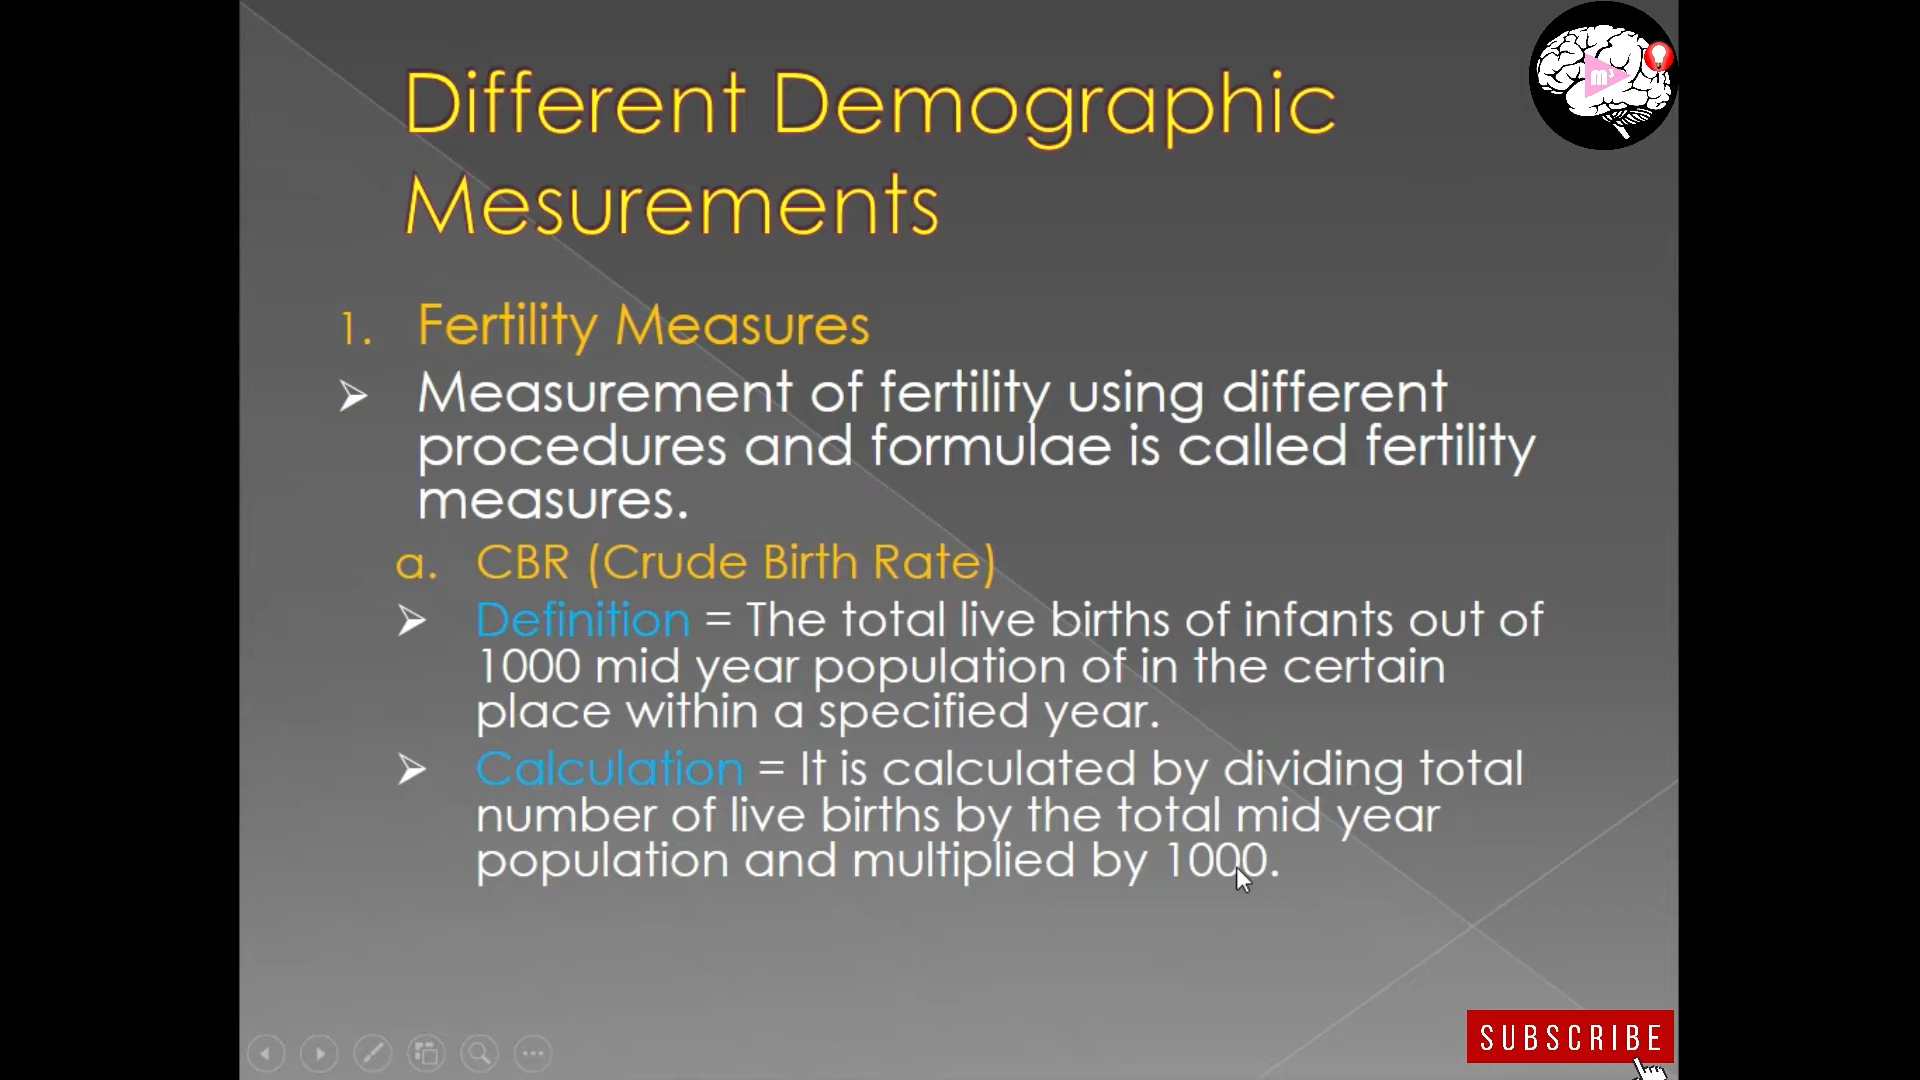 Different Demographic
Mesurements
1. Fertility Measures
➢ Measurement of fertility using different
procedures and formulae is called fertility
measures.
a. CBR (Crude Birth Rate)
➢ Definition = The total live births of infants out of
1000 mid year population of in the certain
place within a specified year.
➢ Calculation = It is calculated by dividing total
number of live births by the total mid year
population and multiplied by 1000.
m³
SUBSCRIBE